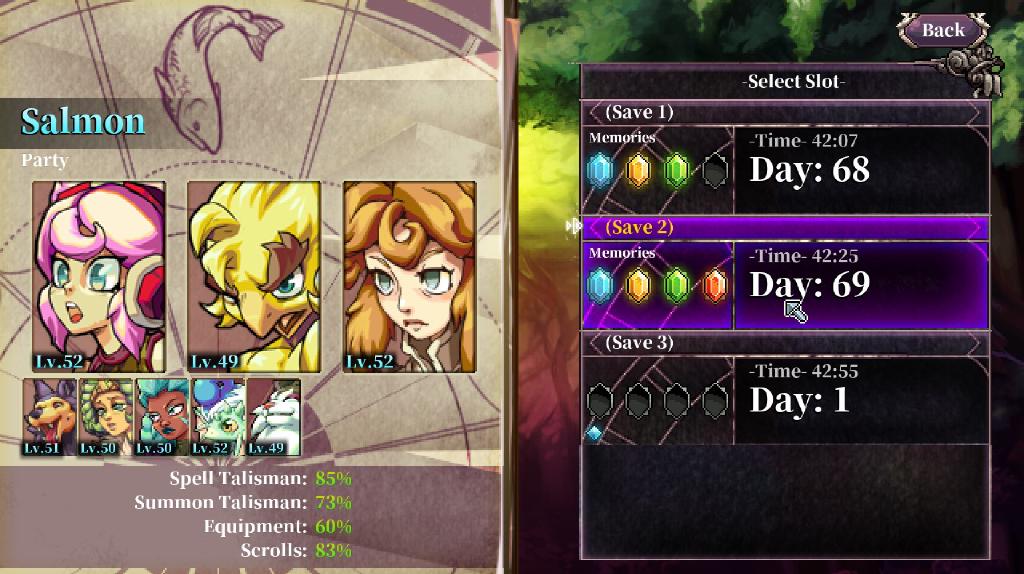 Salmon
Party
Lv.52
Lv.49
Lv.52
Lv.51
Lv.50
Lv.50
Lv.52
Lv.49
Spell Talisman: 85%
Summon Talisman: 73%
Equipment: 60%
Scrolls: 83%
Back
-Select Slot-
(Save 1)
Memories
-Time- 42:07
Day: 68
(Save 2)
Memories
-Time- 42:25
Day: 69
(Save 3)
-Time- 42:55
Day: 1